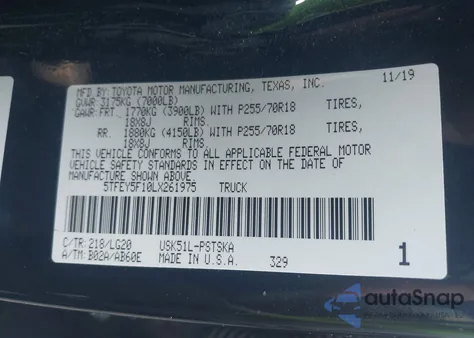 MFD.BY:TOYOTA MOTOR MANUFACTURING, TEXAS, INC. 11/19
GVWR 3175KG (7000LB)
GAWR:FRT. 1770KG (3900LB) WITH P255/70R18 TIRES,
18X8J RIMS.
RR. 1880KG (4150LB) WITH P255/70R18 TIRES,
18X8J RIMS.
THIS VEHICLE CONFORMS TO ALL APPLICABLE FEDERAL MOTOR
VEHICLE SAFETY STANDARDS IN EFFECT ON THE DATE OF
MANUFACTURE SHOWN ABOVE.
5TFEY5F10LX261975 TRUCK
C/TR:218/LG20 USK51L-PSTSKA
A/TM:B02A/AB60E MADE IN U.S.A. 329 1
autoSnap